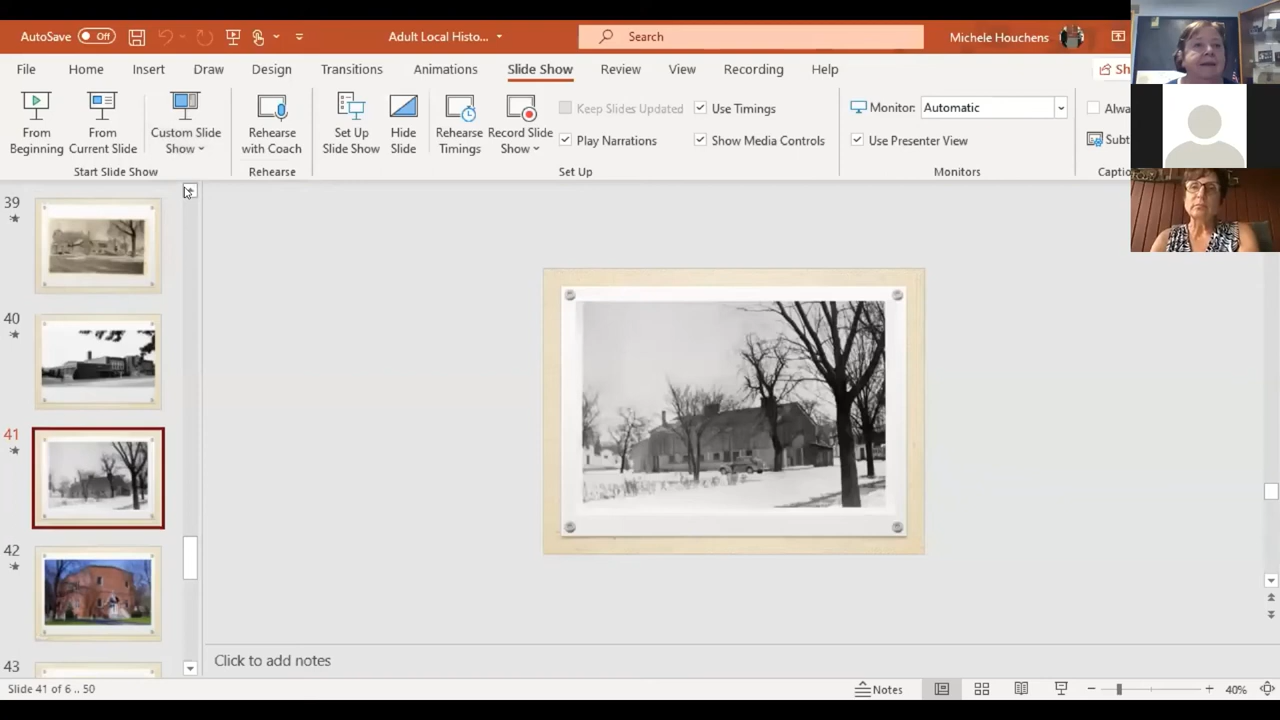 AutoSave Off Adult Local Histo... Search Michele Houchens
File Home Insert Draw Design Transitions Animations Slide Show Review View Recording Help Sh
From Beginning
From Current Slide
Custom Slide Show
Rehearse with Coach
Set Up Slide Show
Hide Slide
Rehearse Timings
Record Slide Show
Keep Slides Updated Use Timings
Play Narrations Show Media Controls
Monitor: Automatic
Use Presenter View
Alwa
Subt
Start Slide Show Rehearse Set Up Monitors Captio
39
40
41
42
43
Click to add notes
Slide 41 of 6 .. 50 Notes 40%